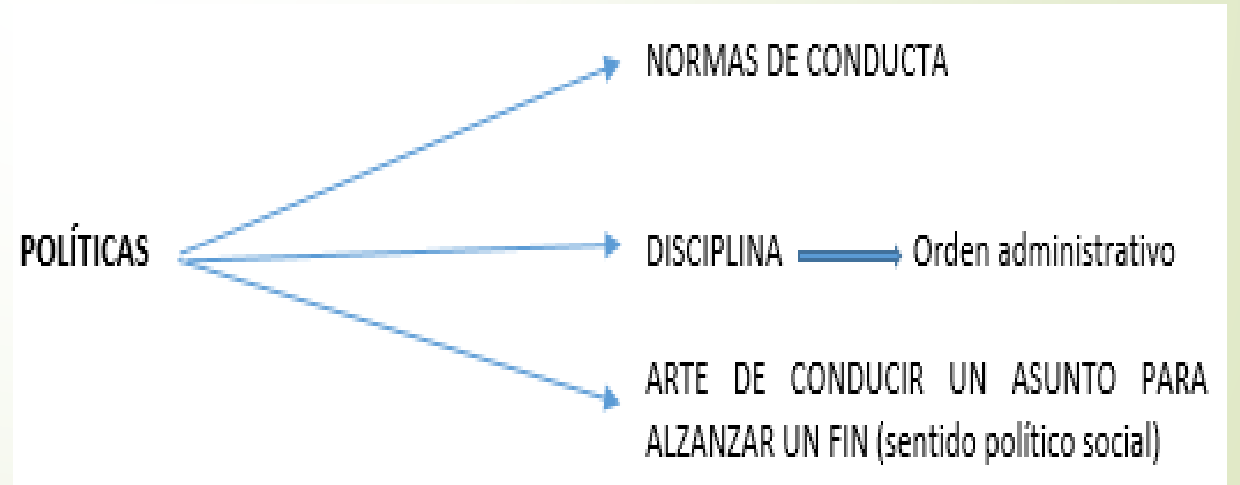 NORMAS DE CONDUCTA
POLÍTICAS
DISCIPLINA Orden administrativo
ARTE DE CONDUCIR UN ASUNTO PARA
ALZANZAR UN FIN (sentido político social)